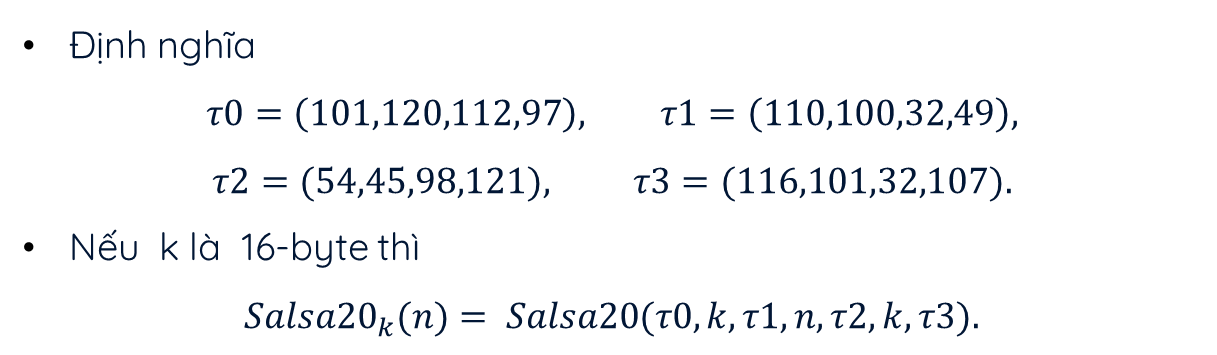 • Định nghĩa
τ0 = (101,120,112,97), τ1 = (110,100,32,49),
τ2 = (54,45,98,121), τ3 = (116,101,32,107).
• Nếu k là 16-byte thì
Salsa20ₖ(n) = Salsa20(τ0, k, τ1, n, τ2, k, τ3).